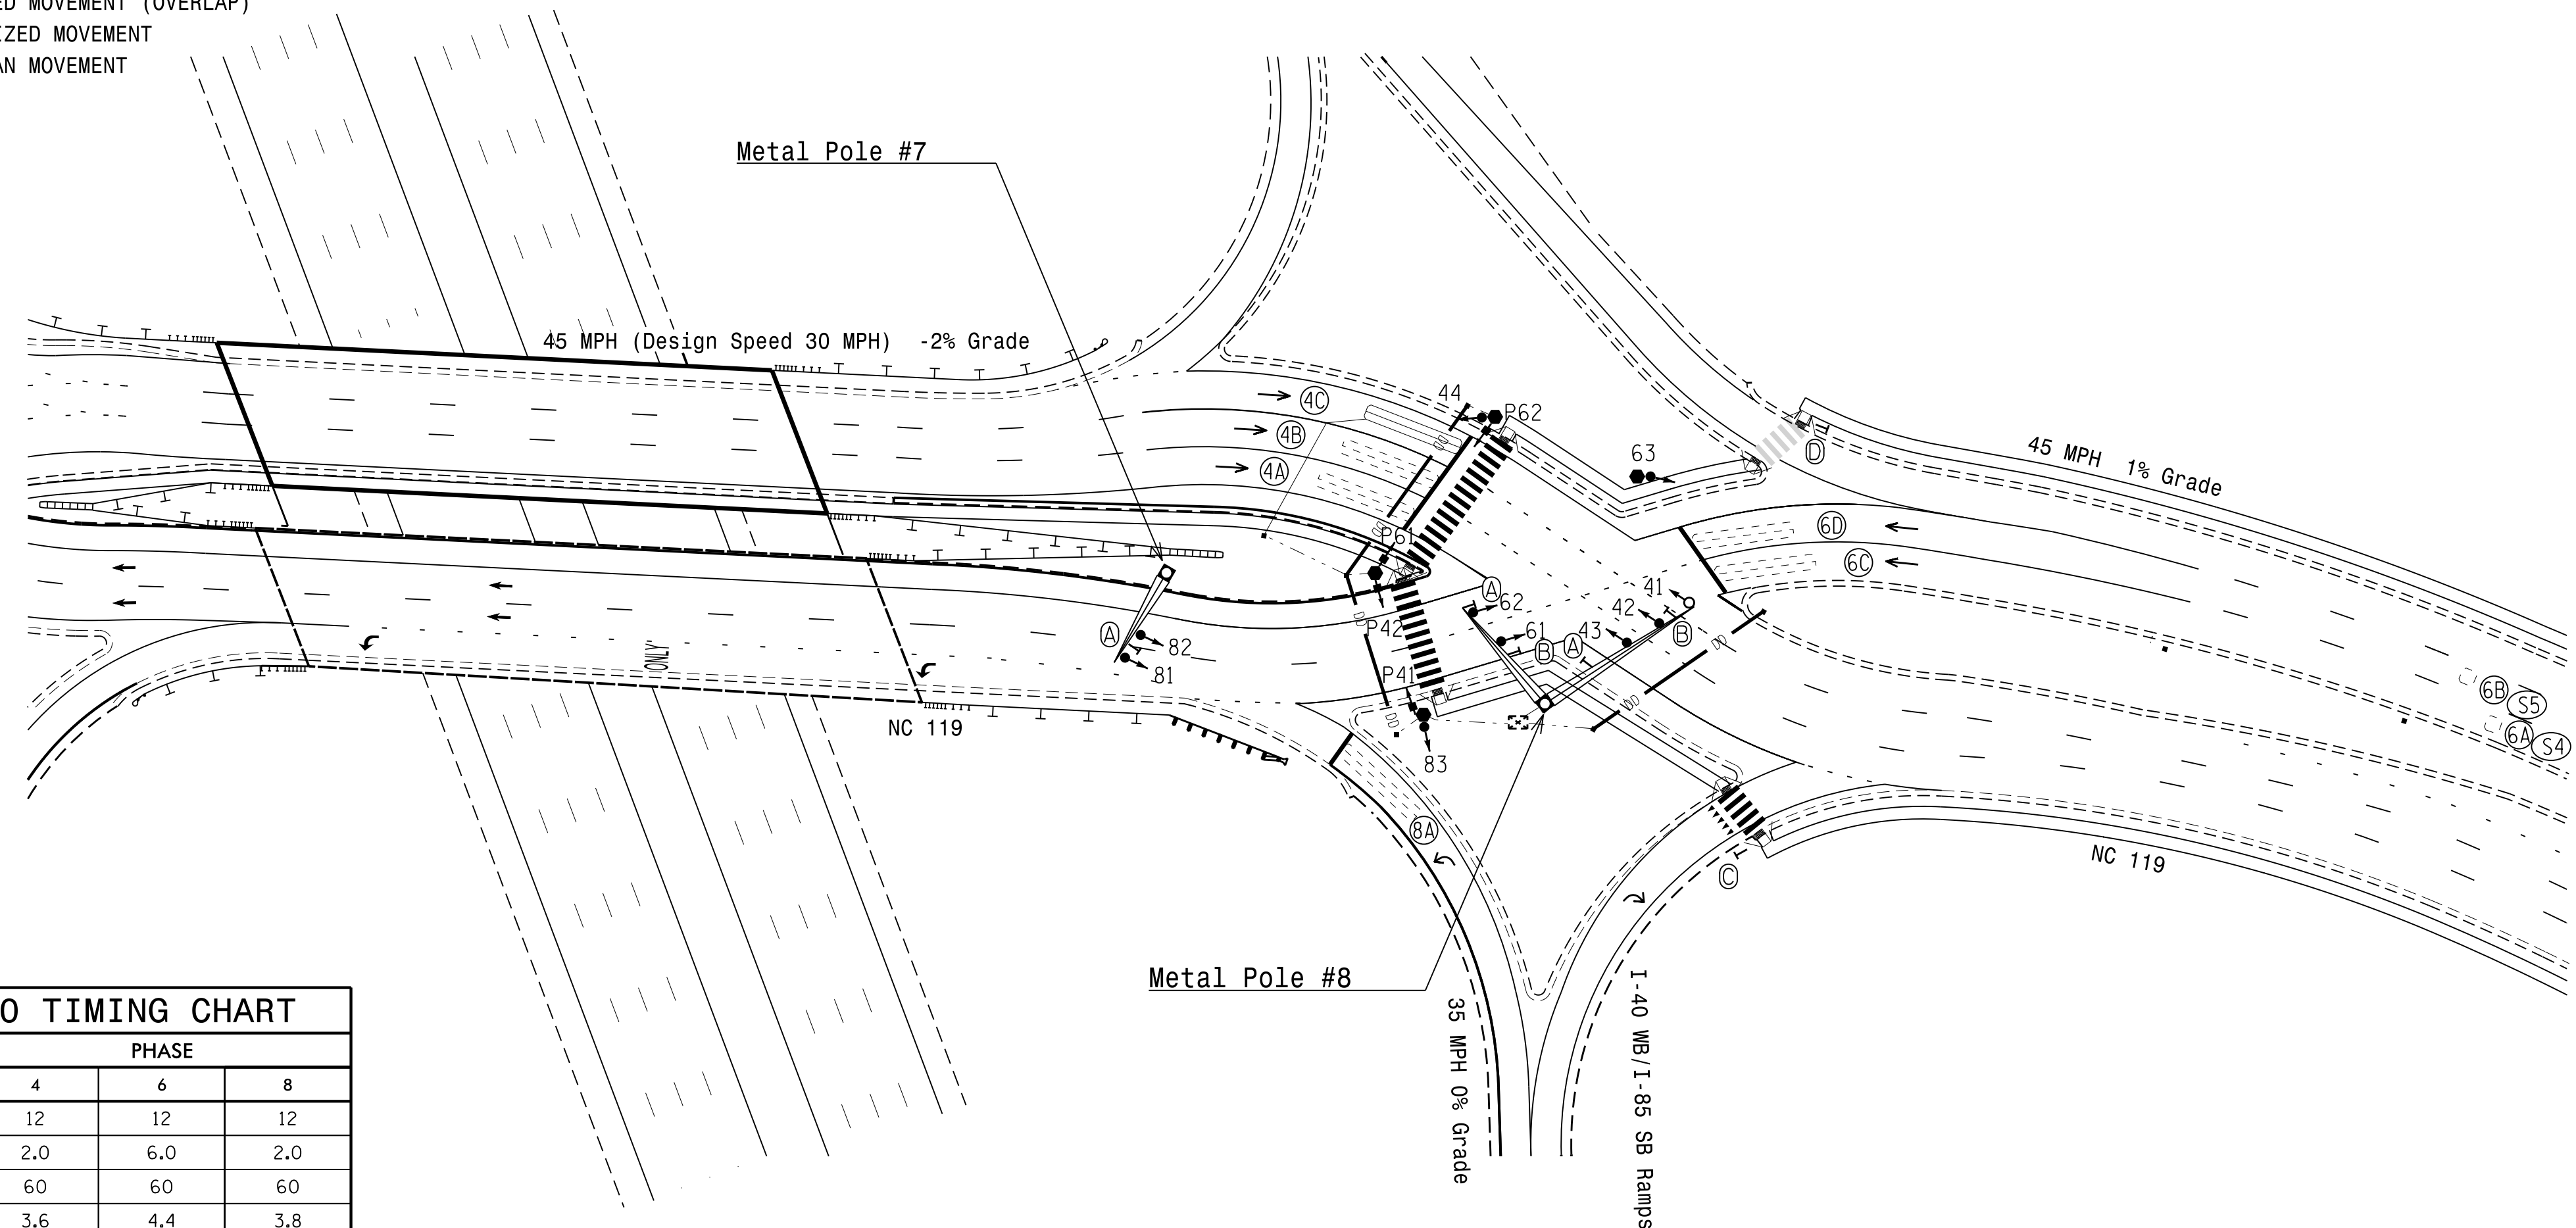 ED MOVEMENT (OVERLAP)
IZED MOVEMENT
AN MOVEMENT
Metal Pole #7
45 MPH (Design Speed 30 MPH) -2% Grade
4C
4B
4A
44
P62
63
D
45 MPH 1% Grade
6D
6C
P61
A
62
41
42
61
43
B
A
B
P42
P41
A
82
81
ONLY
NC 119
83
6B
S5
6A
S4
8A
C
NC 119
Metal Pole #8
35 MPH 0% Grade
I-40 WB/I-85 SB Ramps
O TIMING CHART
PHASE
4 6 8
12 12 12
2.0 6.0 2.0
60 60 60
3.6 4.4 3.8